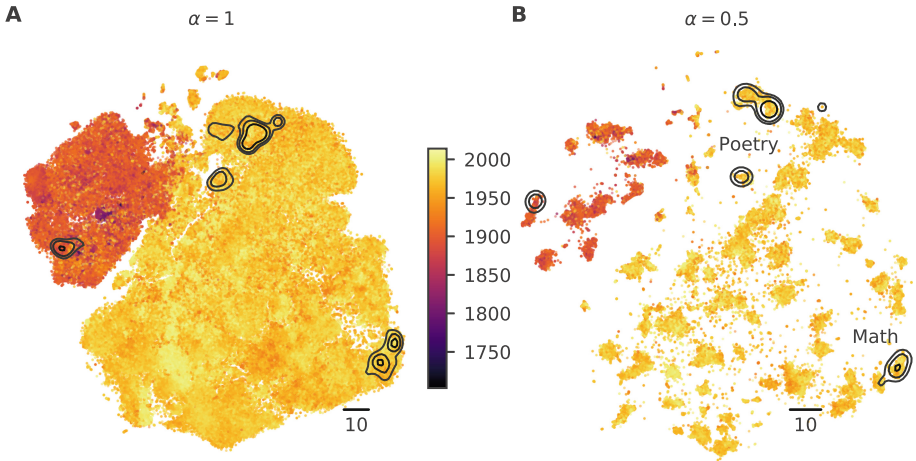 A
α = 1
B
α = 0.5
Poetry
2000
1950
1900
1850
1800
1750
Math
10
10